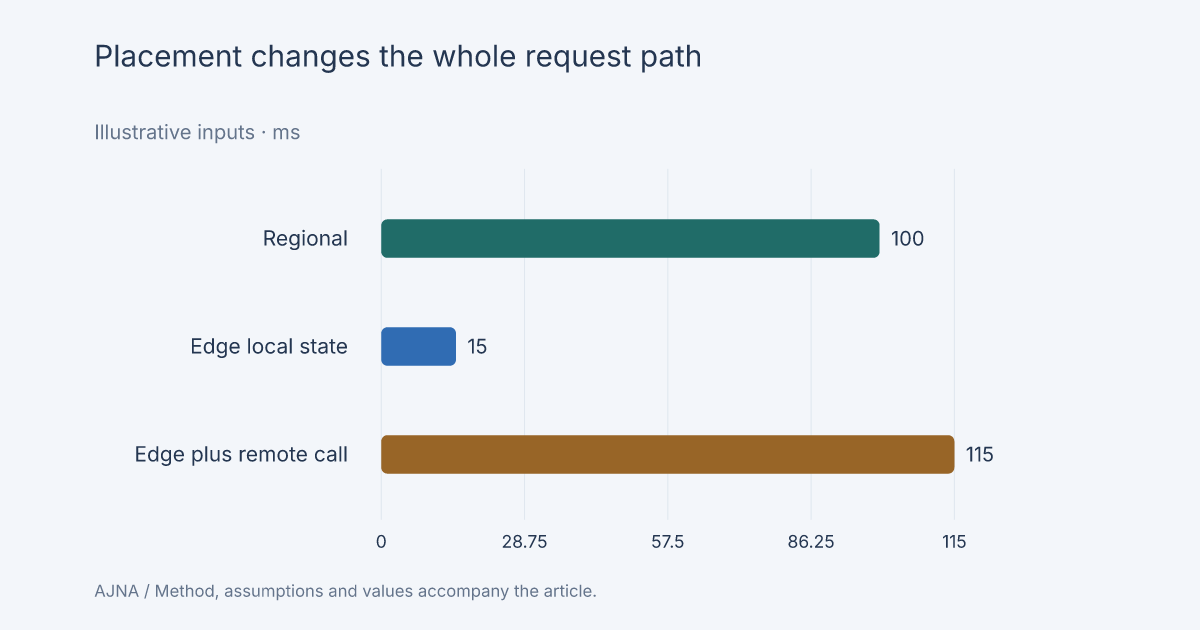 Placement changes the whole request path
Illustrative inputs · ms
Regional 100
Edge local state 15
Edge plus remote call 115
0 28.75 57.5 86.25 115
AJNA / Method, assumptions and values accompany the article.